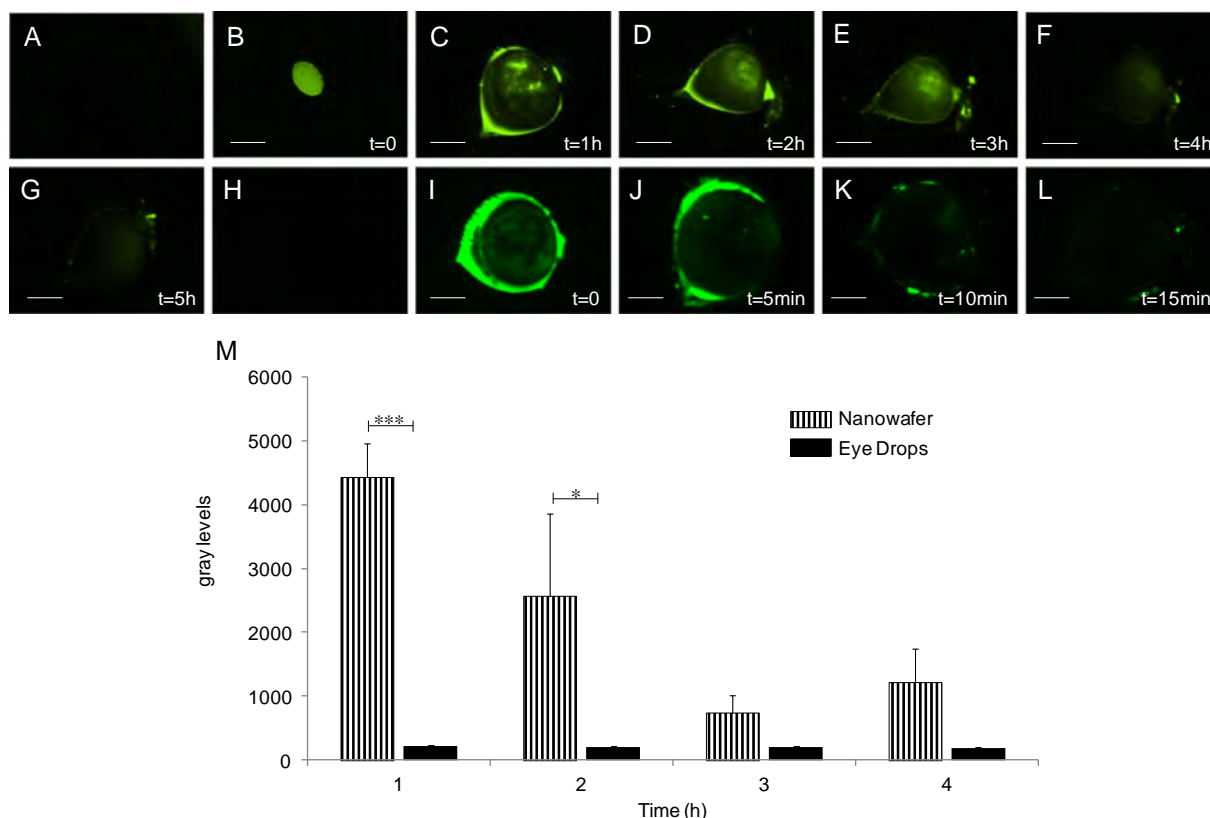 A
B
t=0
C
t=1h
D
t=2h
E
t=3h
F
t=4h
G
t=5h
H
I
t=0
J
t=5min
K
t=10min
L
t=15min
M
6000
5000
4000
3000
2000
1000
0
gray levels
***
*
Nanowafer
Eye Drops
1 2 3 4
Time (h)